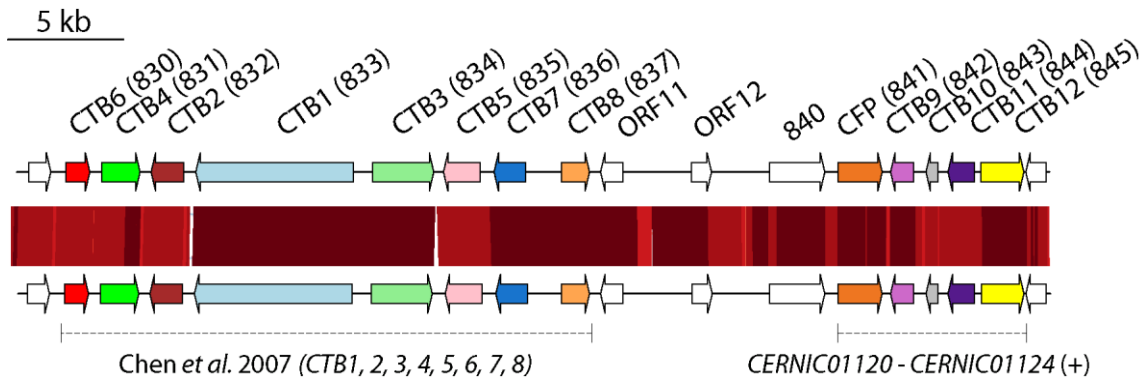 5 kb
CTB6 (830)
CTB4 (831)
CTB2 (832)
CTB1 (833)
CTB3 (834)
CTB5 (835)
CTB7 (836)
CTB8 (837)
ORF11
ORF12
840
CFP (841)
CTB9 (842)
CTB10 (843)
CTB11 (844)
CTB12 (845)
Chen et al. 2007 (CTB1, 2, 3, 4, 5, 6, 7, 8)
CERNIC01120 - CERNIC01124 (+)